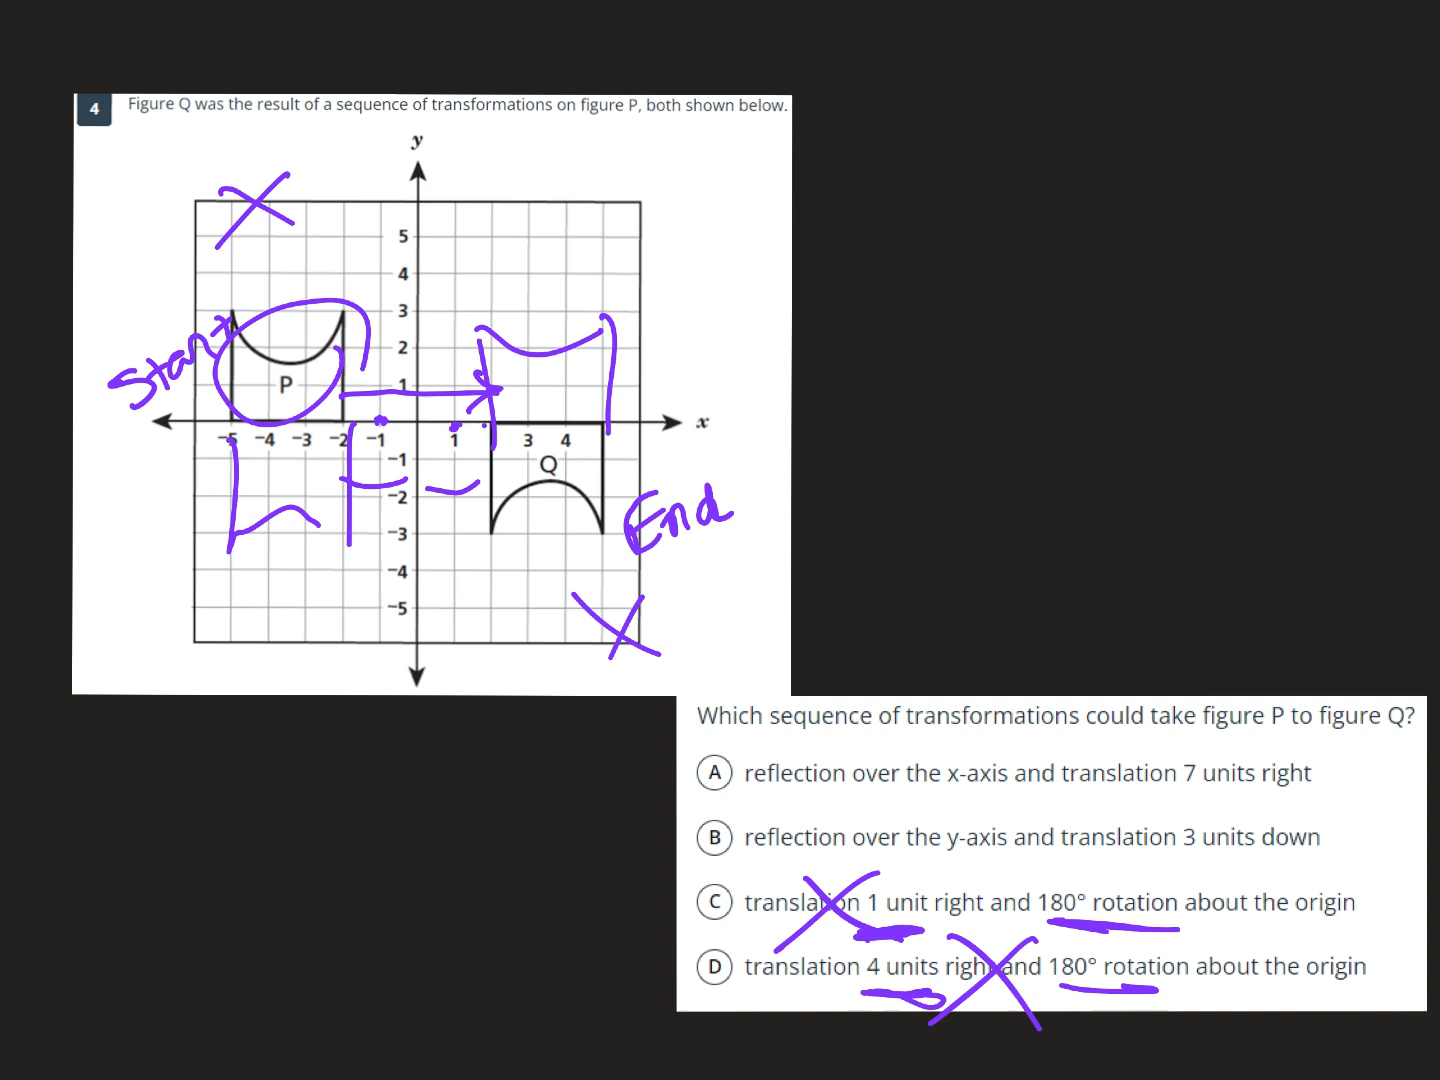 4 Figure Q was the result of a sequence of transformations on figure P, both shown below.
y
5
4
3
2
1
Start
P
x
−5 −4 −3 −2 −1 1 3 4
−1
Q
−2
End
−3
−4
−5
Which sequence of transformations could take figure P to figure Q?
A reflection over the x-axis and translation 7 units right
B reflection over the y-axis and translation 3 units down
C translation 1 unit right and 180° rotation about the origin
D translation 4 units right and 180° rotation about the origin